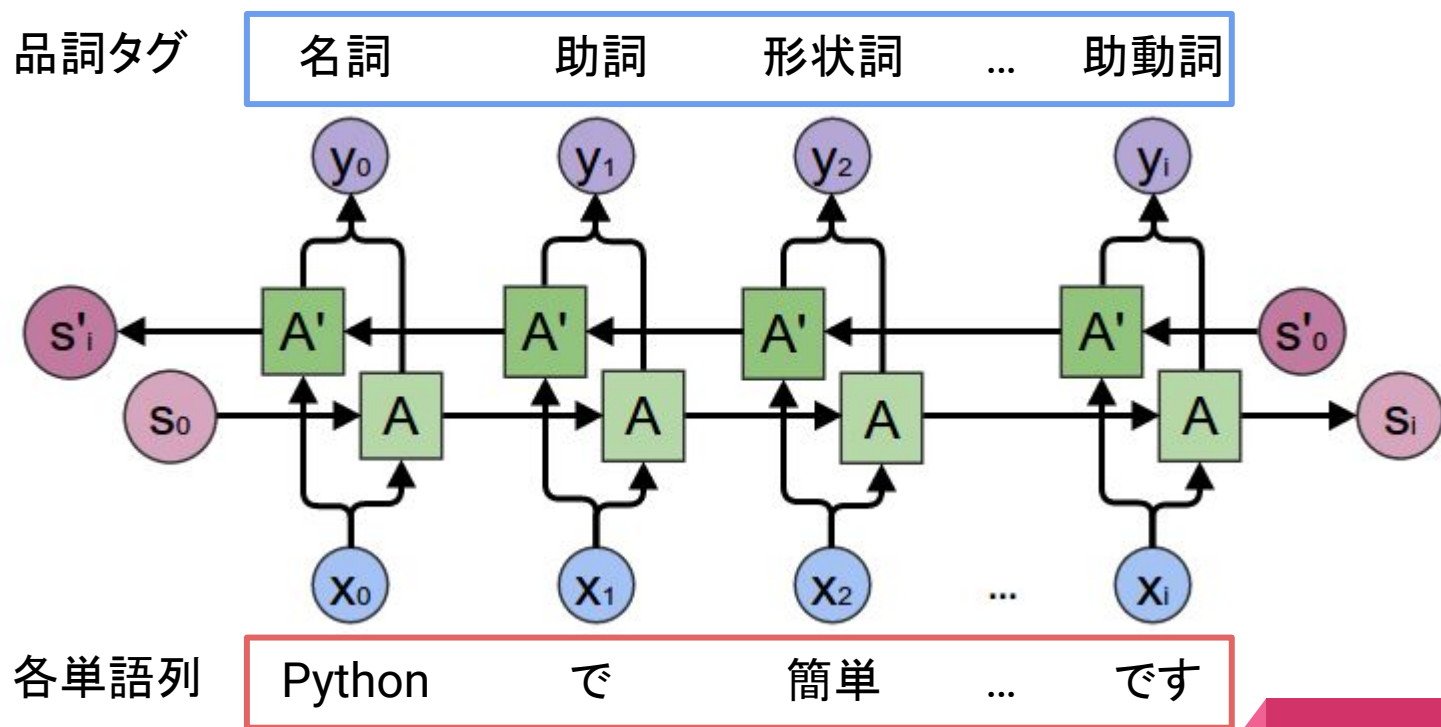 品詞タグ 名詞 助詞 形状詞 ... 助動詞
y₀ y₁ y₂ yᵢ
s'ᵢ A' A' A' A' s'₀
s₀ A A A A sᵢ
x₀ x₁ x₂ ... xᵢ
各単語列 Python で 簡単 ... です